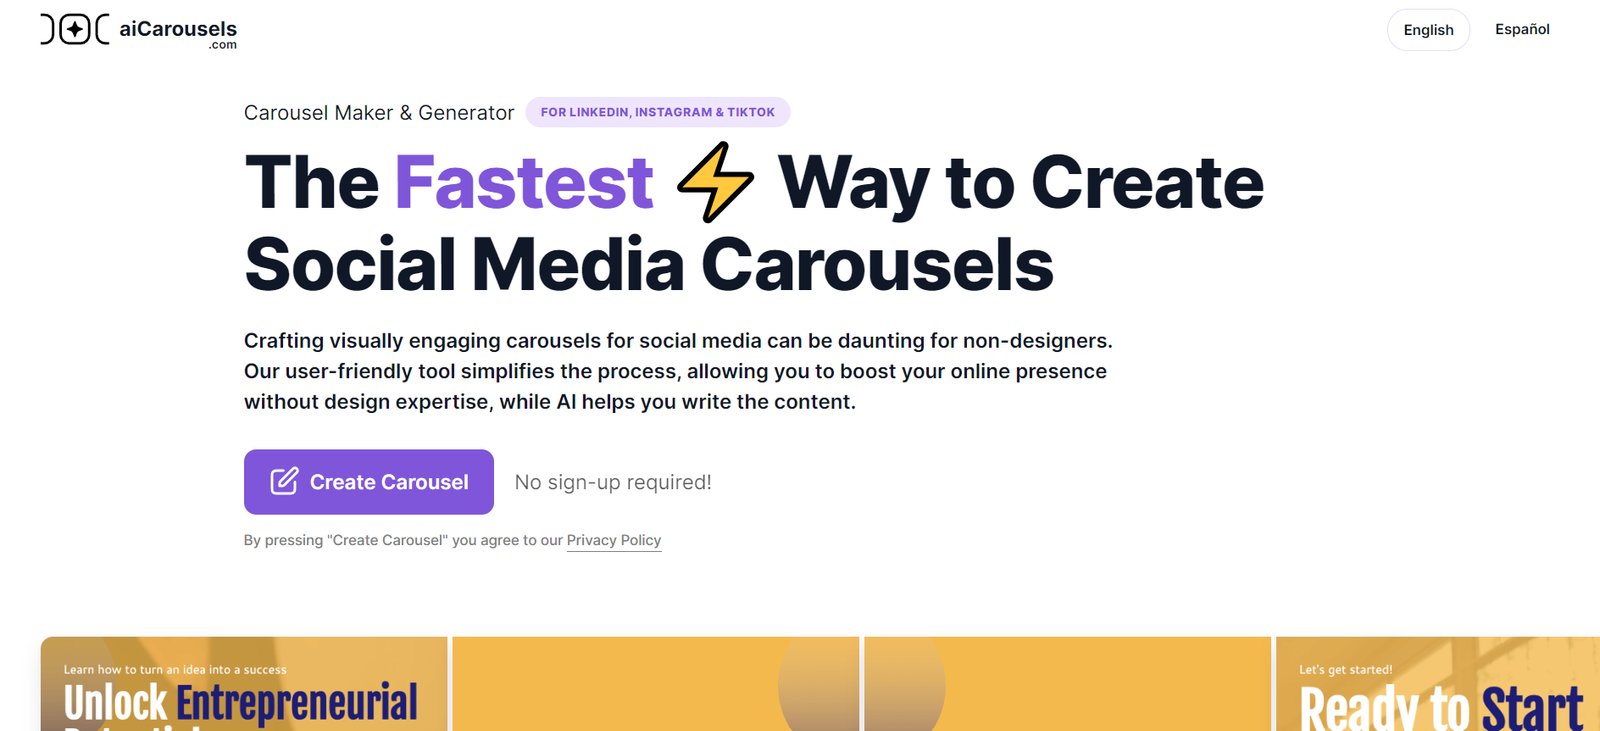 aiCarousels
.com
English
Español
Carousel Maker & Generator
FOR LINKEDIN, INSTAGRAM & TIKTOK
The Fastest ⚡ Way to Create
Social Media Carousels
Crafting visually engaging carousels for social media can be daunting for non-designers.
Our user-friendly tool simplifies the process, allowing you to boost your online presence
without design expertise, while AI helps you write the content.
Create Carousel
No sign-up required!
By pressing "Create Carousel" you agree to our Privacy Policy
Learn how to turn an idea into a success
Unlock Entrepreneurial
Let's get started!
Ready to Start